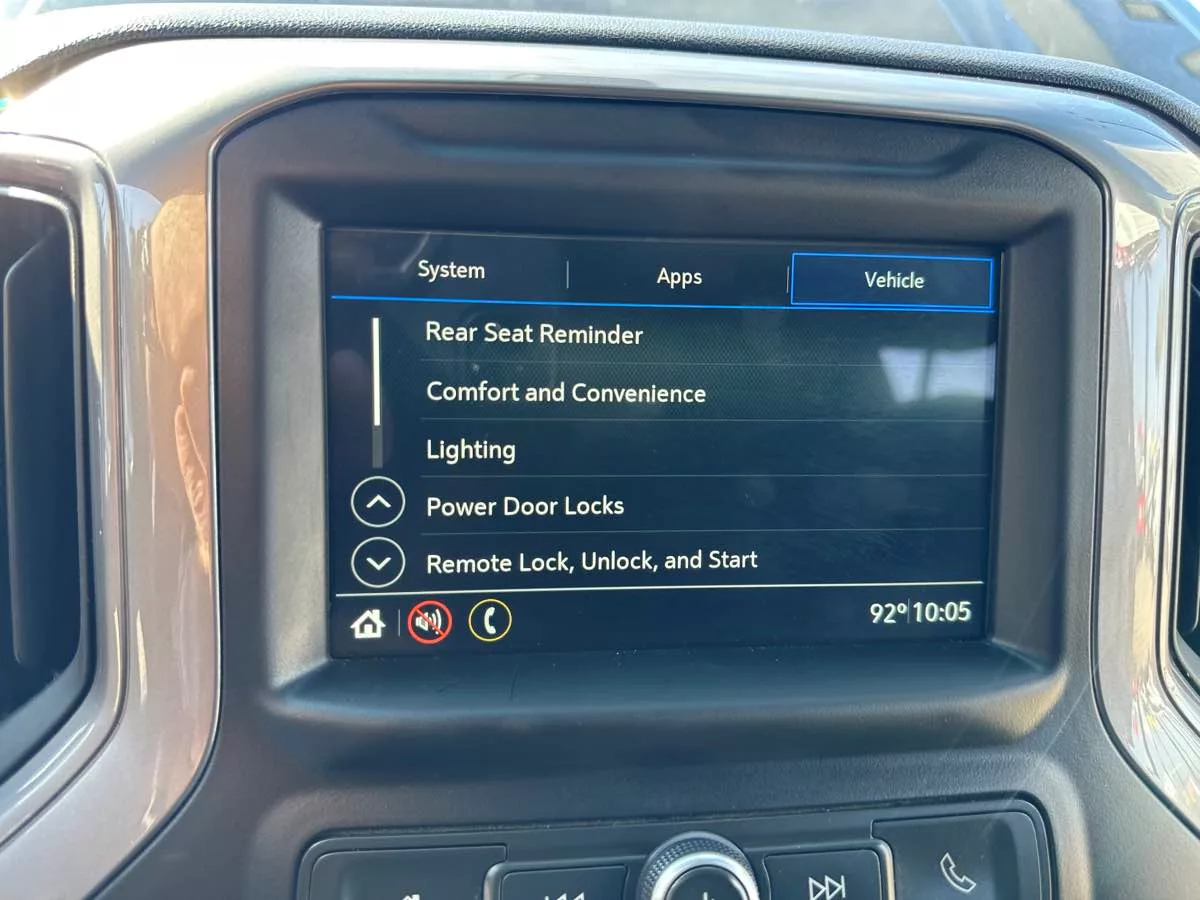 System
Apps
Vehicle
Rear Seat Reminder
Comfort and Convenience
Lighting
Power Door Locks
Remote Lock, Unlock, and Start
92° 10:05